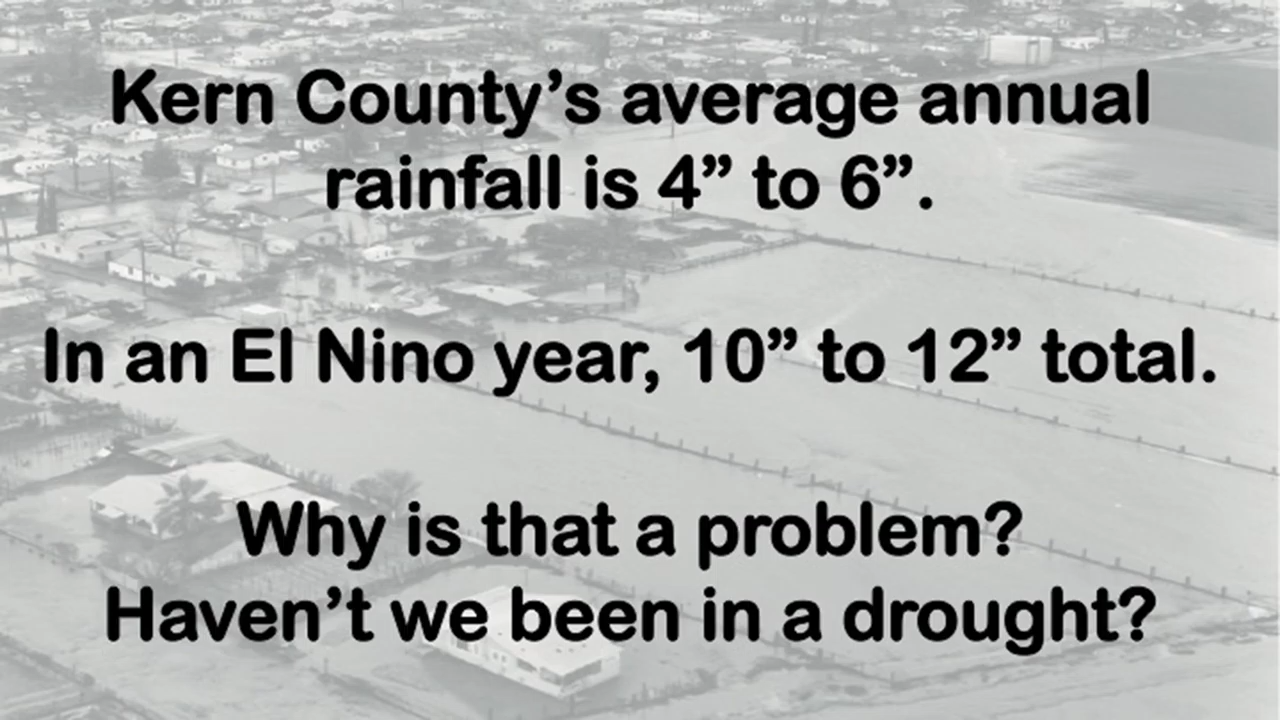 Kern County’s average annual
rainfall is 4” to 6”.
In an El Nino year, 10” to 12” total.
Why is that a problem?
Haven’t we been in a drought?